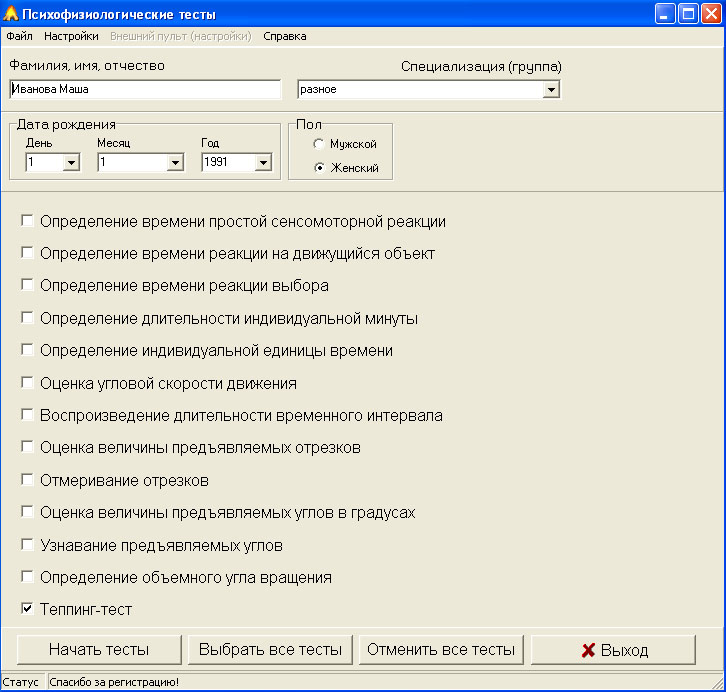 Психофизиологические тесты
Файл Настройки Внешний пульт (настройки) Справка
Фамилия, имя, отчество Специализация (группа)
Иванова Маша разное
Дата рождения Пол
День Месяц Год Мужской
1 1 1991 Женский
Определение времени простой сенсомоторной реакции
Определение времени реакции на движущийся объект
Определение времени реакции выбора
Определение длительности индивидуальной минуты
Определение индивидуальной единицы времени
Оценка угловой скорости движения
Воспроизведение длительности временного интервала
Оценка величины предъявляемых отрезков
Отмеривание отрезков
Оценка величины предъявляемых углов в градусах
Узнавание предъявляемых углов
Определение объемного угла вращения
Теппинг-тест
Начать тесты Выбрать все тесты Отменить все тесты Выход
Статус Спасибо за регистрацию!